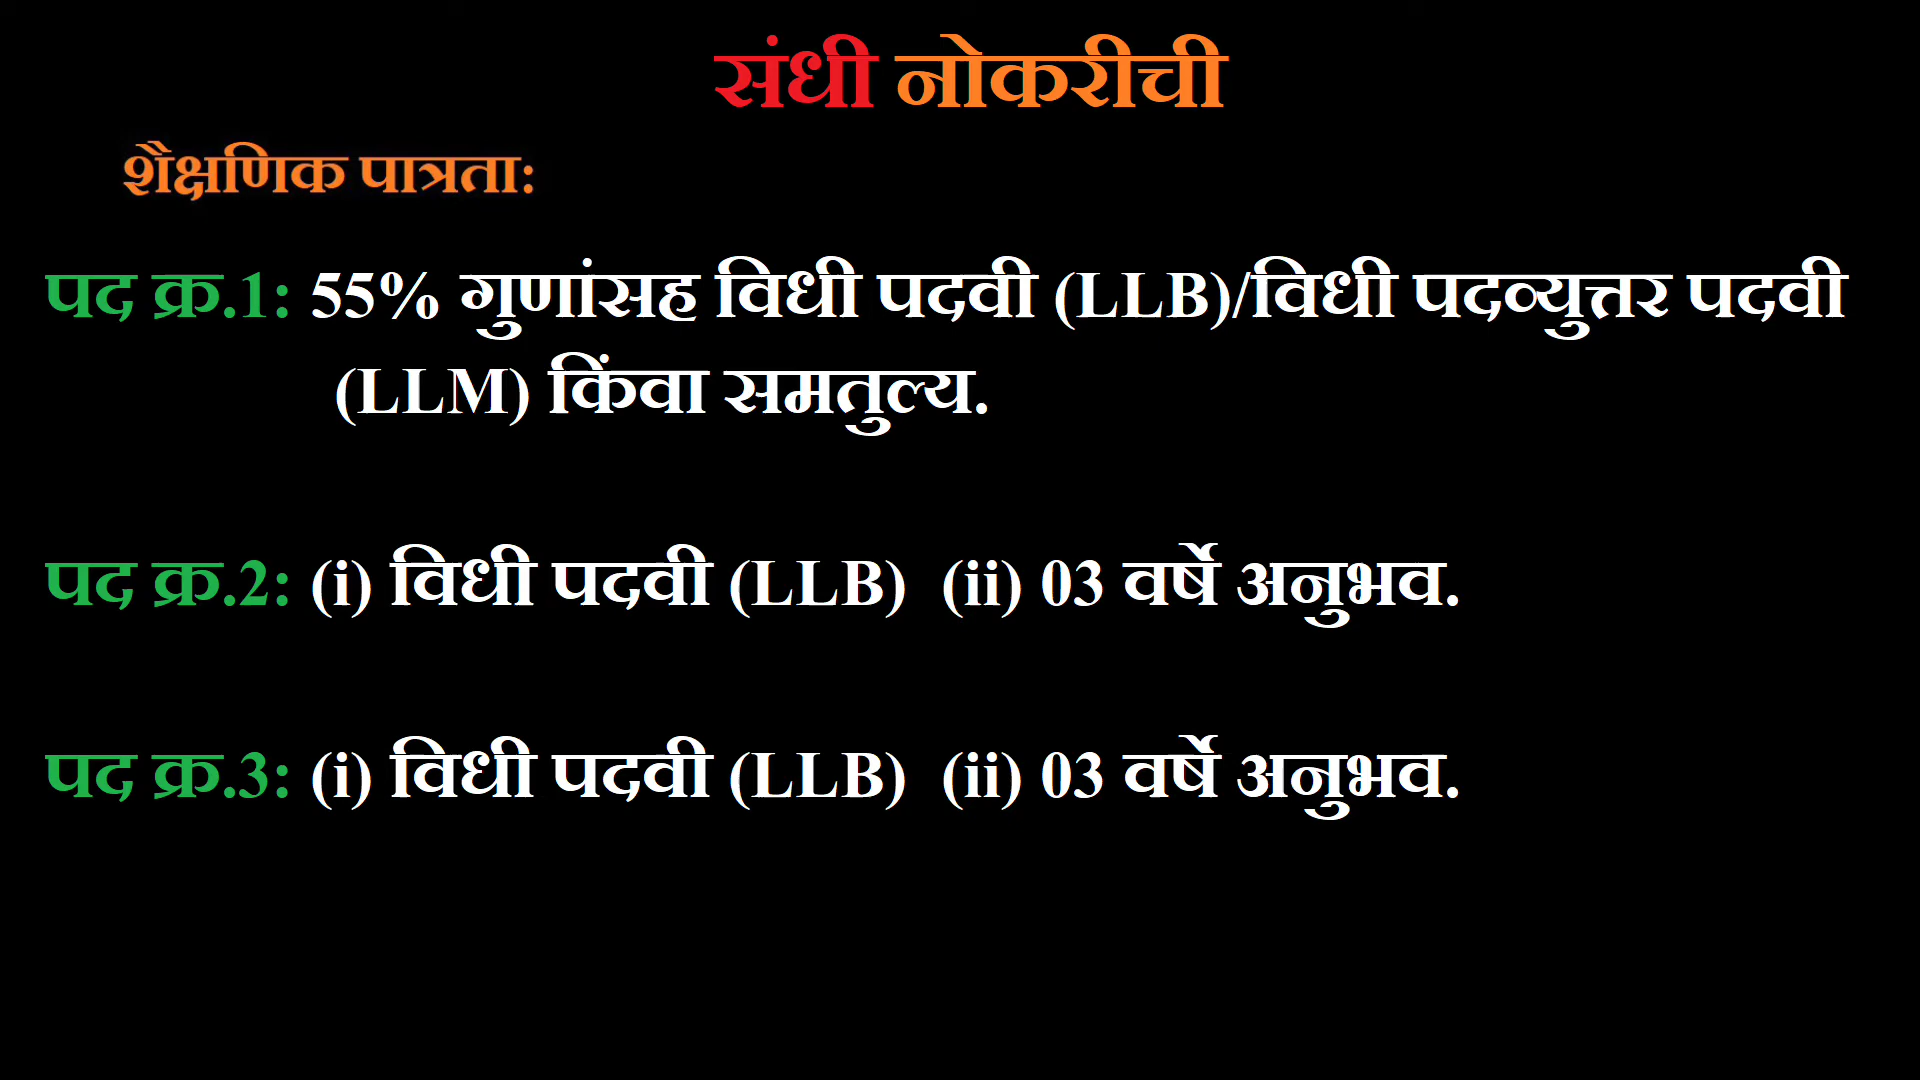 संधी नोकरीची
शैक्षणिक पात्रता:
पद क्र.1: 55% गुणांसह विधी पदवी (LLB)/विधी पदव्युत्तर पदवी
(LLM) किंवा समतुल्य.
पद क्र.2: (i) विधी पदवी (LLB) (ii) 03 वर्षे अनुभव.
पद क्र.3: (i) विधी पदवी (LLB) (ii) 03 वर्षे अनुभव.